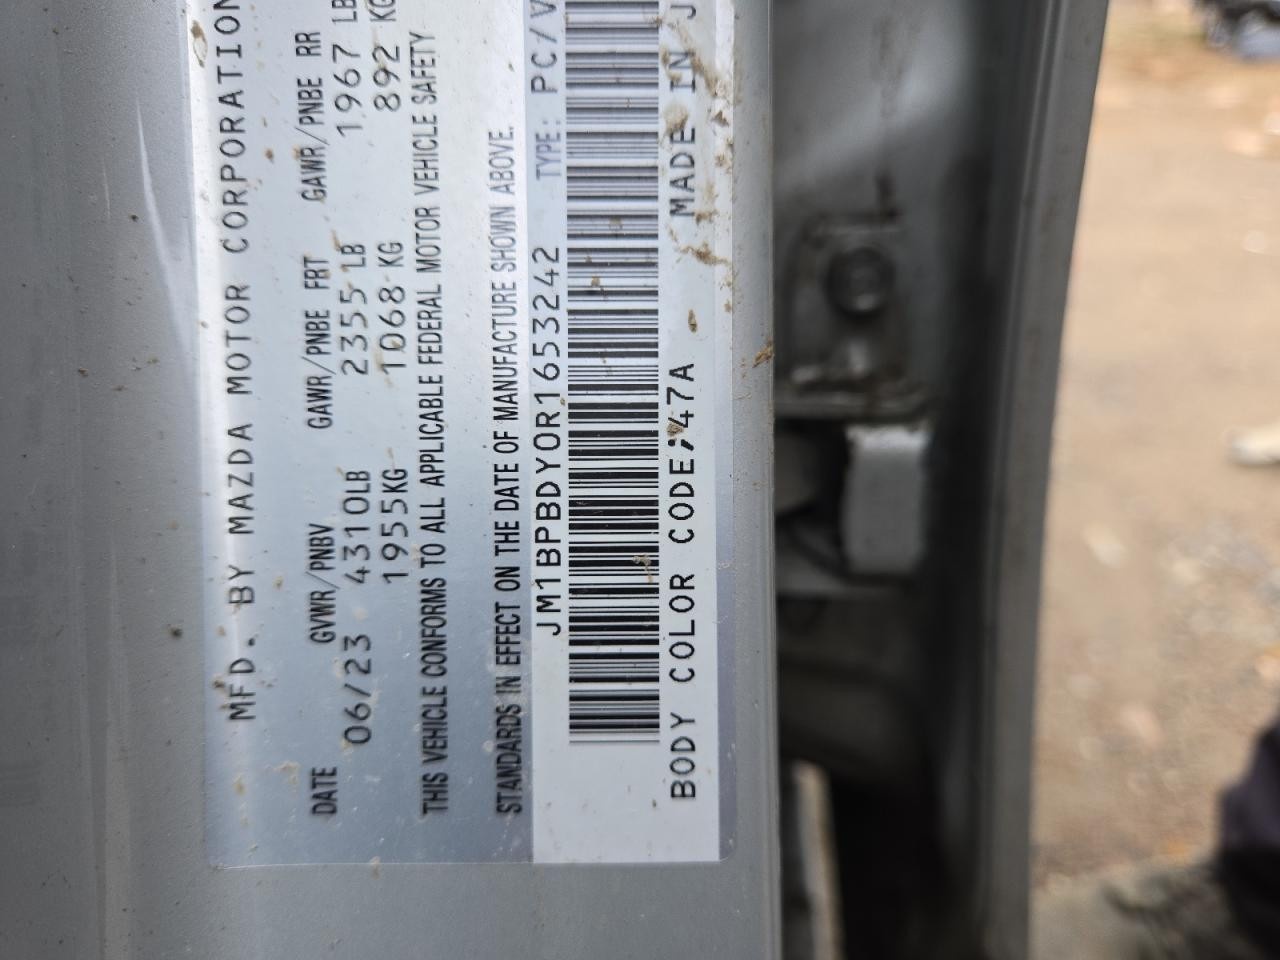 MFD. BY MAZDA MOTOR CORPORATION
DATE GVWR/PNBV GAWR/PNBE FRT GAWR/PNBE RR
06/23 4310LB 2355 LB 1967 LB
1955KG 1068 KG 892 KG
THIS VEHICLE CONFORMS TO ALL APPLICABLE FEDERAL MOTOR VEHICLE SAFETY
STANDARDS IN EFFECT ON THE DATE OF MANUFACTURE SHOWN ABOVE.
JM1BPBDY0R1653242 TYPE: PC/V
BODY COLOR CODE: 47A MADE IN J